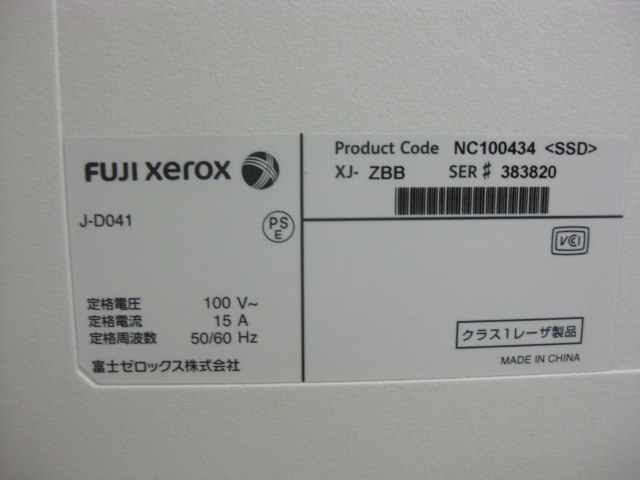 FUJI xerox
J-D041
PS
E
定格電圧 100 V~
定格電流 15 A
定格周波数 50/60 Hz
富士ゼロックス株式会社
Product Code NC100434 <SSD>
XJ- ZBB SER # 383820
VCI
クラス1レーザ製品
MADE IN CHINA